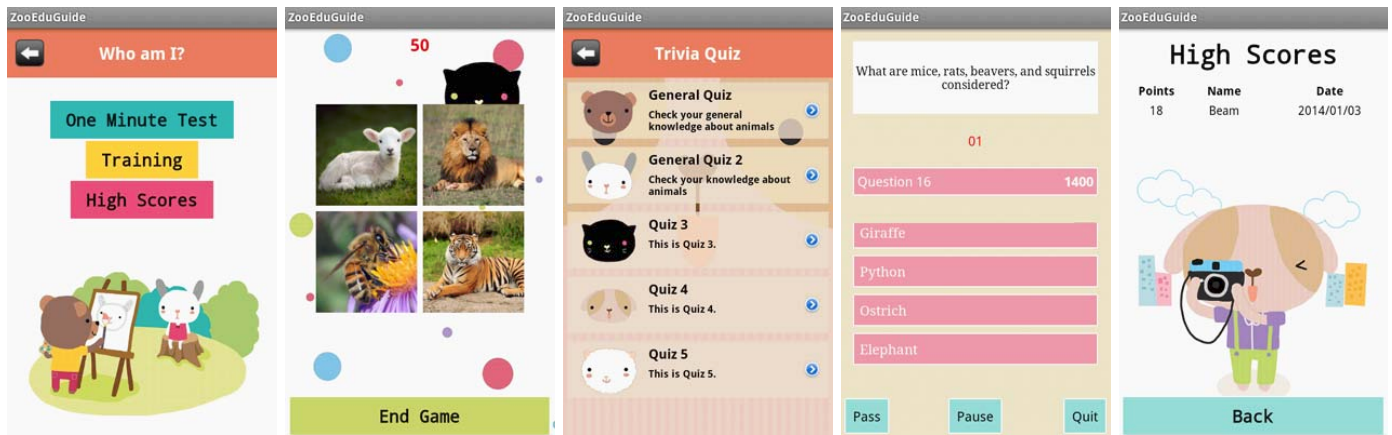 ZooEduGuide
Who am I?
One Minute Test
Training
High Scores
ZooEduGuide
50
End Game
ZooEduGuide
Trivia Quiz
General Quiz
Check your general
knowledge about animals
General Quiz 2
Check your knowledge about
animals
Quiz 3
This is Quiz 3.
Quiz 4
This is Quiz 4.
Quiz 5
This is Quiz 5.
ZooEduGuide
What are mice, rats, beavers, and squirrels
considered?
01
Question 16 1400
Giraffe
Python
Ostrich
Elephant
Pass Pause Quit
ZooEduGuide
High Scores
Points Name Date
18 Beam 2014/01/03
Back